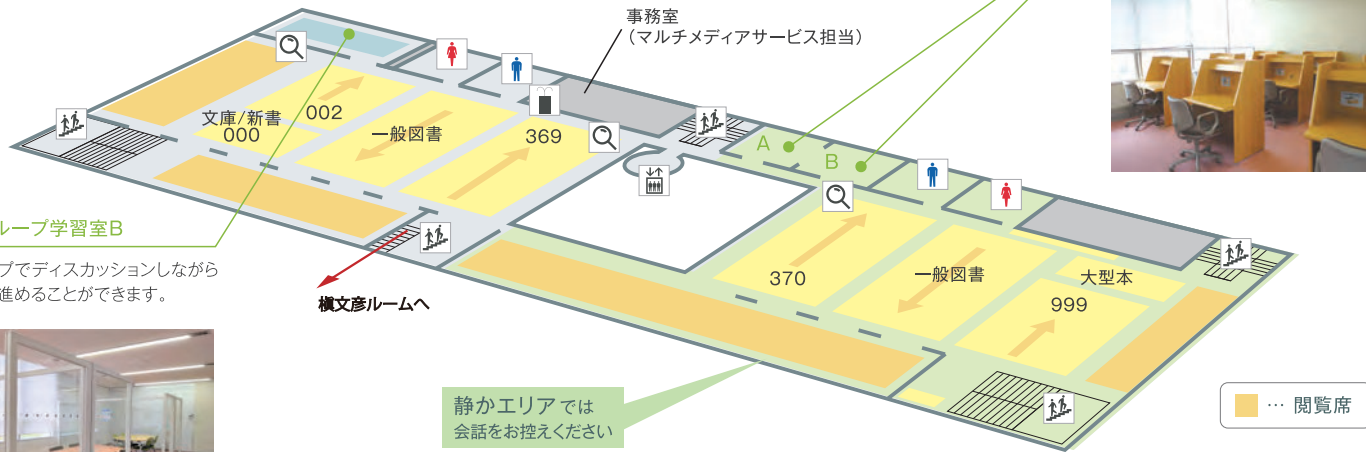 事務室
（マルチメディアサービス担当）
文庫/新書
000
002
一般図書
369
A
B
370
一般図書
大型本
999
ループ学習室B
プでディスカッションしながら
進めることができます。
槇文彦ルームへ
静かエリアでは
会話をお控えください
… 閲覧席